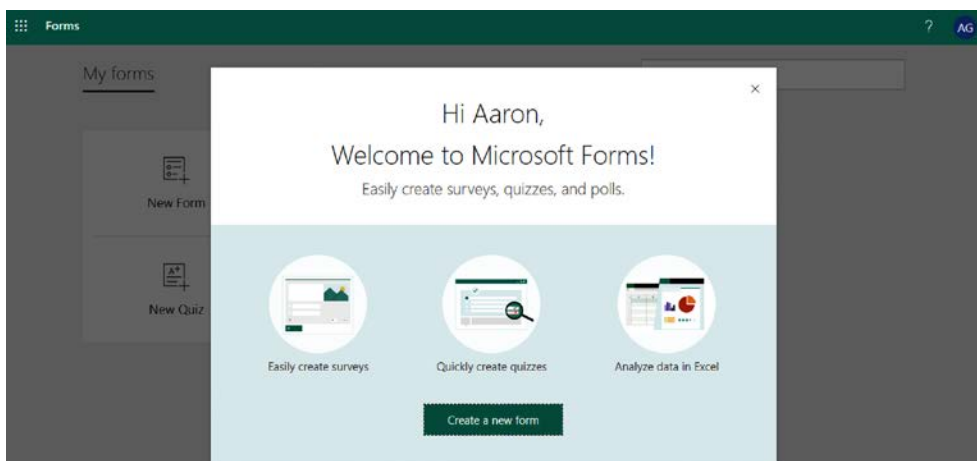 Forms
?
AG
My forms
New Form
New Quiz
Hi Aaron,
Welcome to Microsoft Forms!
Easily create surveys, quizzes, and polls.
Easily create surveys
Quickly create quizzes
Analyze data in Excel
Create a new form